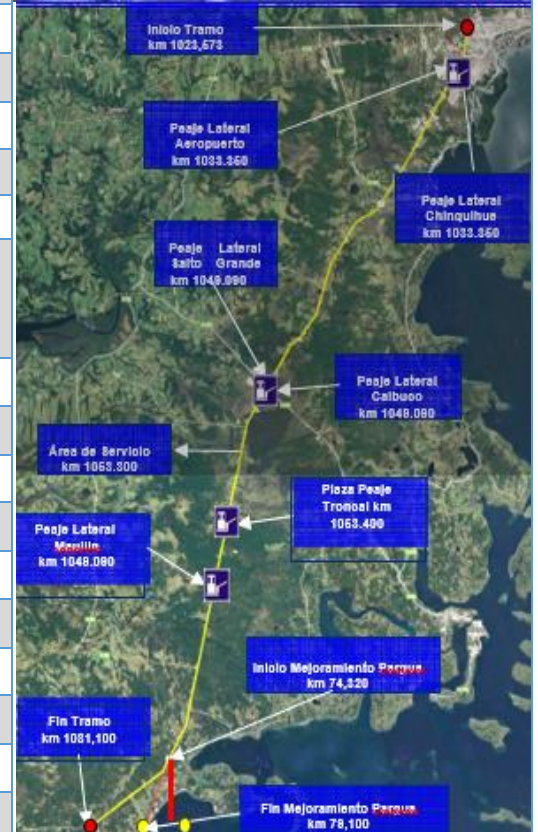 Inicio Tramo
km 1023,573
Peaje Lateral
Aeropuerto
km 1033.350
Peaje Lateral
Chinquihue
km 1033.350
Peaje Lateral
Salto Grande
km 1049.090
Peaje Lateral
Calbuco
km 1049.090
Área de Servicio
km 1053.300
Plaza Peaje
Troncal km
1053.400
Peaje Lateral
Maullín
km 1049.090
Inicio Mejoramiento Pargua
km 74,320
Fin Tramo
km 1081,100
Fin Mejoramiento Pargua
km 79,100